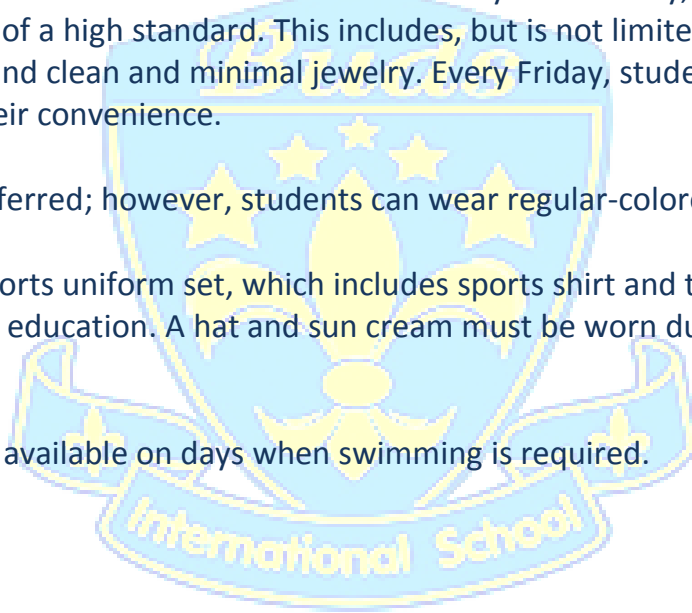 of a high standard. This includes, but is not limite
nd clean and minimal jewelry. Every Friday, stude
eir convenience.
ferred; however, students can wear regular-colore
orts uniform set, which includes sports shirt and t
education. A hat and sun cream must be worn du
available on days when swimming is required.
Buds
International School